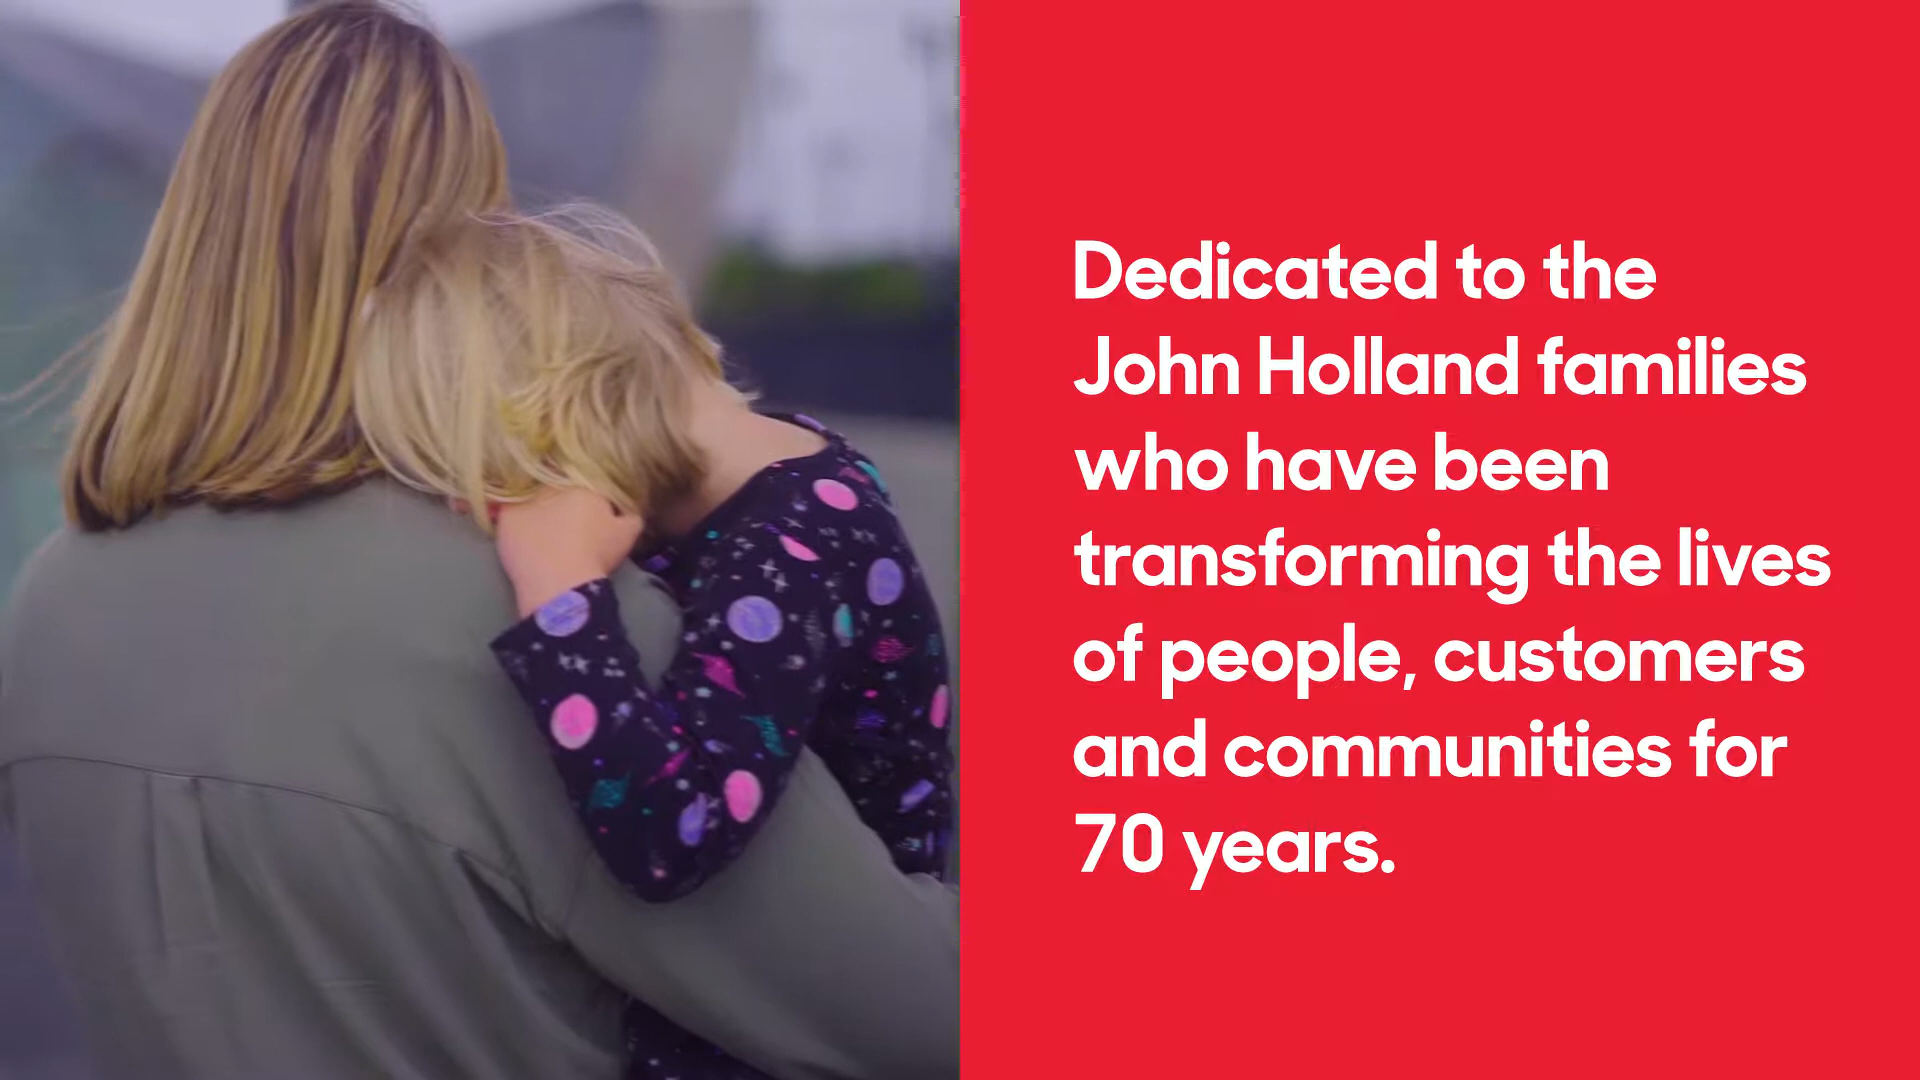 Dedicated to the
John Holland families
who have been
transforming the lives
of people, customers
and communities for
70 years.